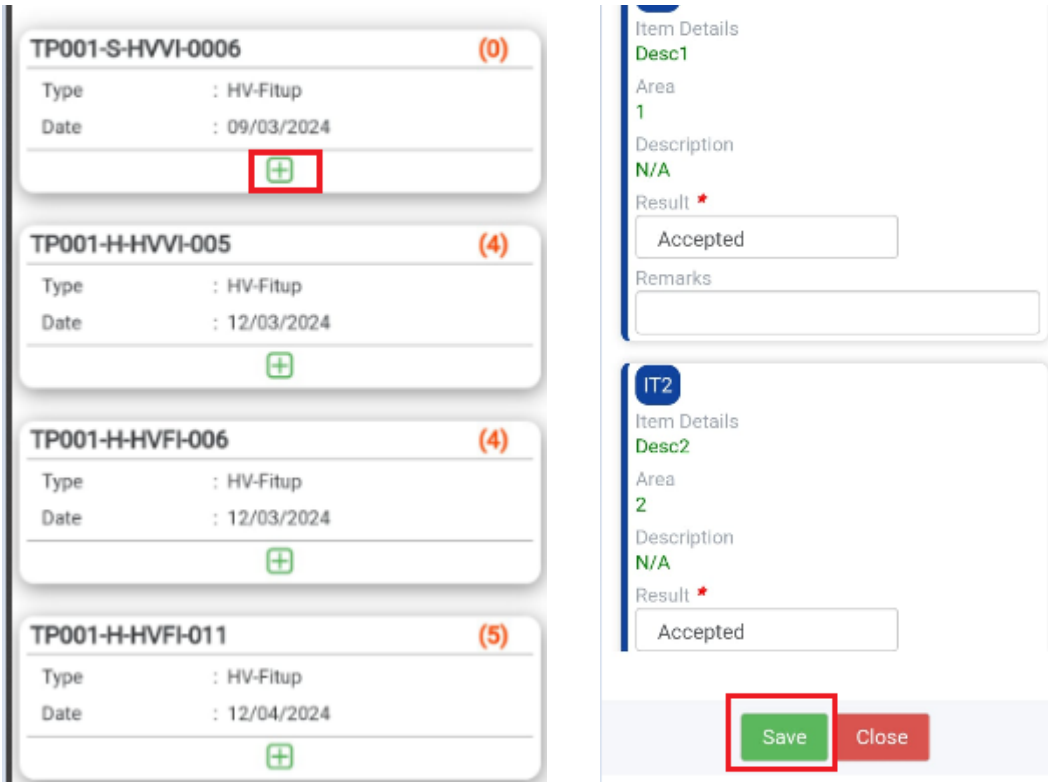 TP001-S-HVVI-0006 (0)
Type : HV-Fitup
Date : 09/03/2024
TP001-H-HVVI-005 (4)
Type : HV-Fitup
Date : 12/03/2024
TP001-H-HVFI-006 (4)
Type : HV-Fitup
Date : 12/03/2024
TP001-H-HVFI-011 (5)
Type : HV-Fitup
Date : 12/04/2024
Item Details
Desc1
Area
1
Description
N/A
Result *
Accepted
Remarks
IT2
Item Details
Desc2
Area
2
Description
N/A
Result *
Accepted
Save Close